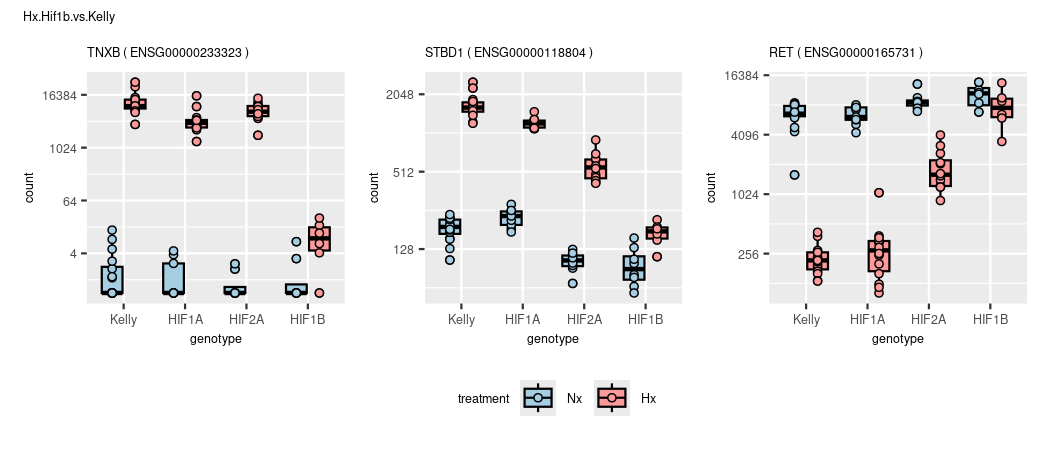 Hx.Hif1b.vs.Kelly
TNXB ( ENSG00000233323 )
count
16384
1024
64
4
Kelly HIF1A HIF2A HIF1B
genotype
STBD1 ( ENSG00000118804 )
count
2048
512
128
Kelly HIF1A HIF2A HIF1B
genotype
RET ( ENSG00000165731 )
count
16384
4096
1024
256
Kelly HIF1A HIF2A HIF1B
genotype
treatment Nx Hx